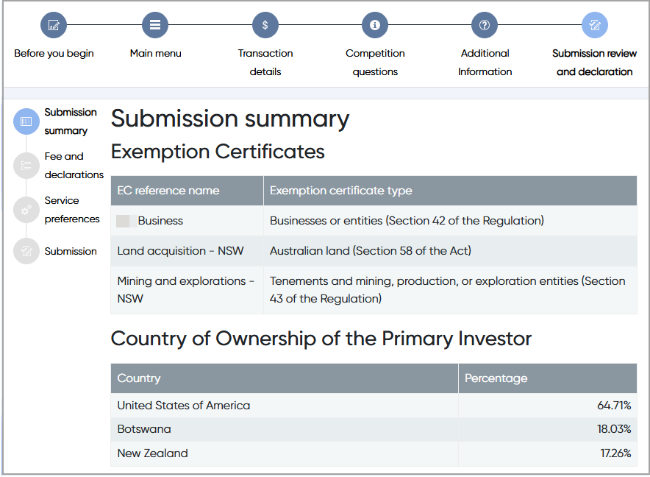 Before you begin
Main menu
Transaction
details
Competition
questions
Additional
Information
Submission review
and declaration
Submission
summary
Fee and
declarations
Service
preferences
Submission
Submission summary
Exemption Certificates
EC reference name Exemption certificate type
Business Businesses or entities (Section 42 of the Regulation)
Land acquisition - NSW Australian land (Section 58 of the Act)
Mining and explorations - Tenements and mining, production, or exploration entities (Section
NSW 43 of the Regulation)
Country of Ownership of the Primary Investor
Country Percentage
United States of America 64.71%
Botswana 18.03%
New Zealand 17.26%